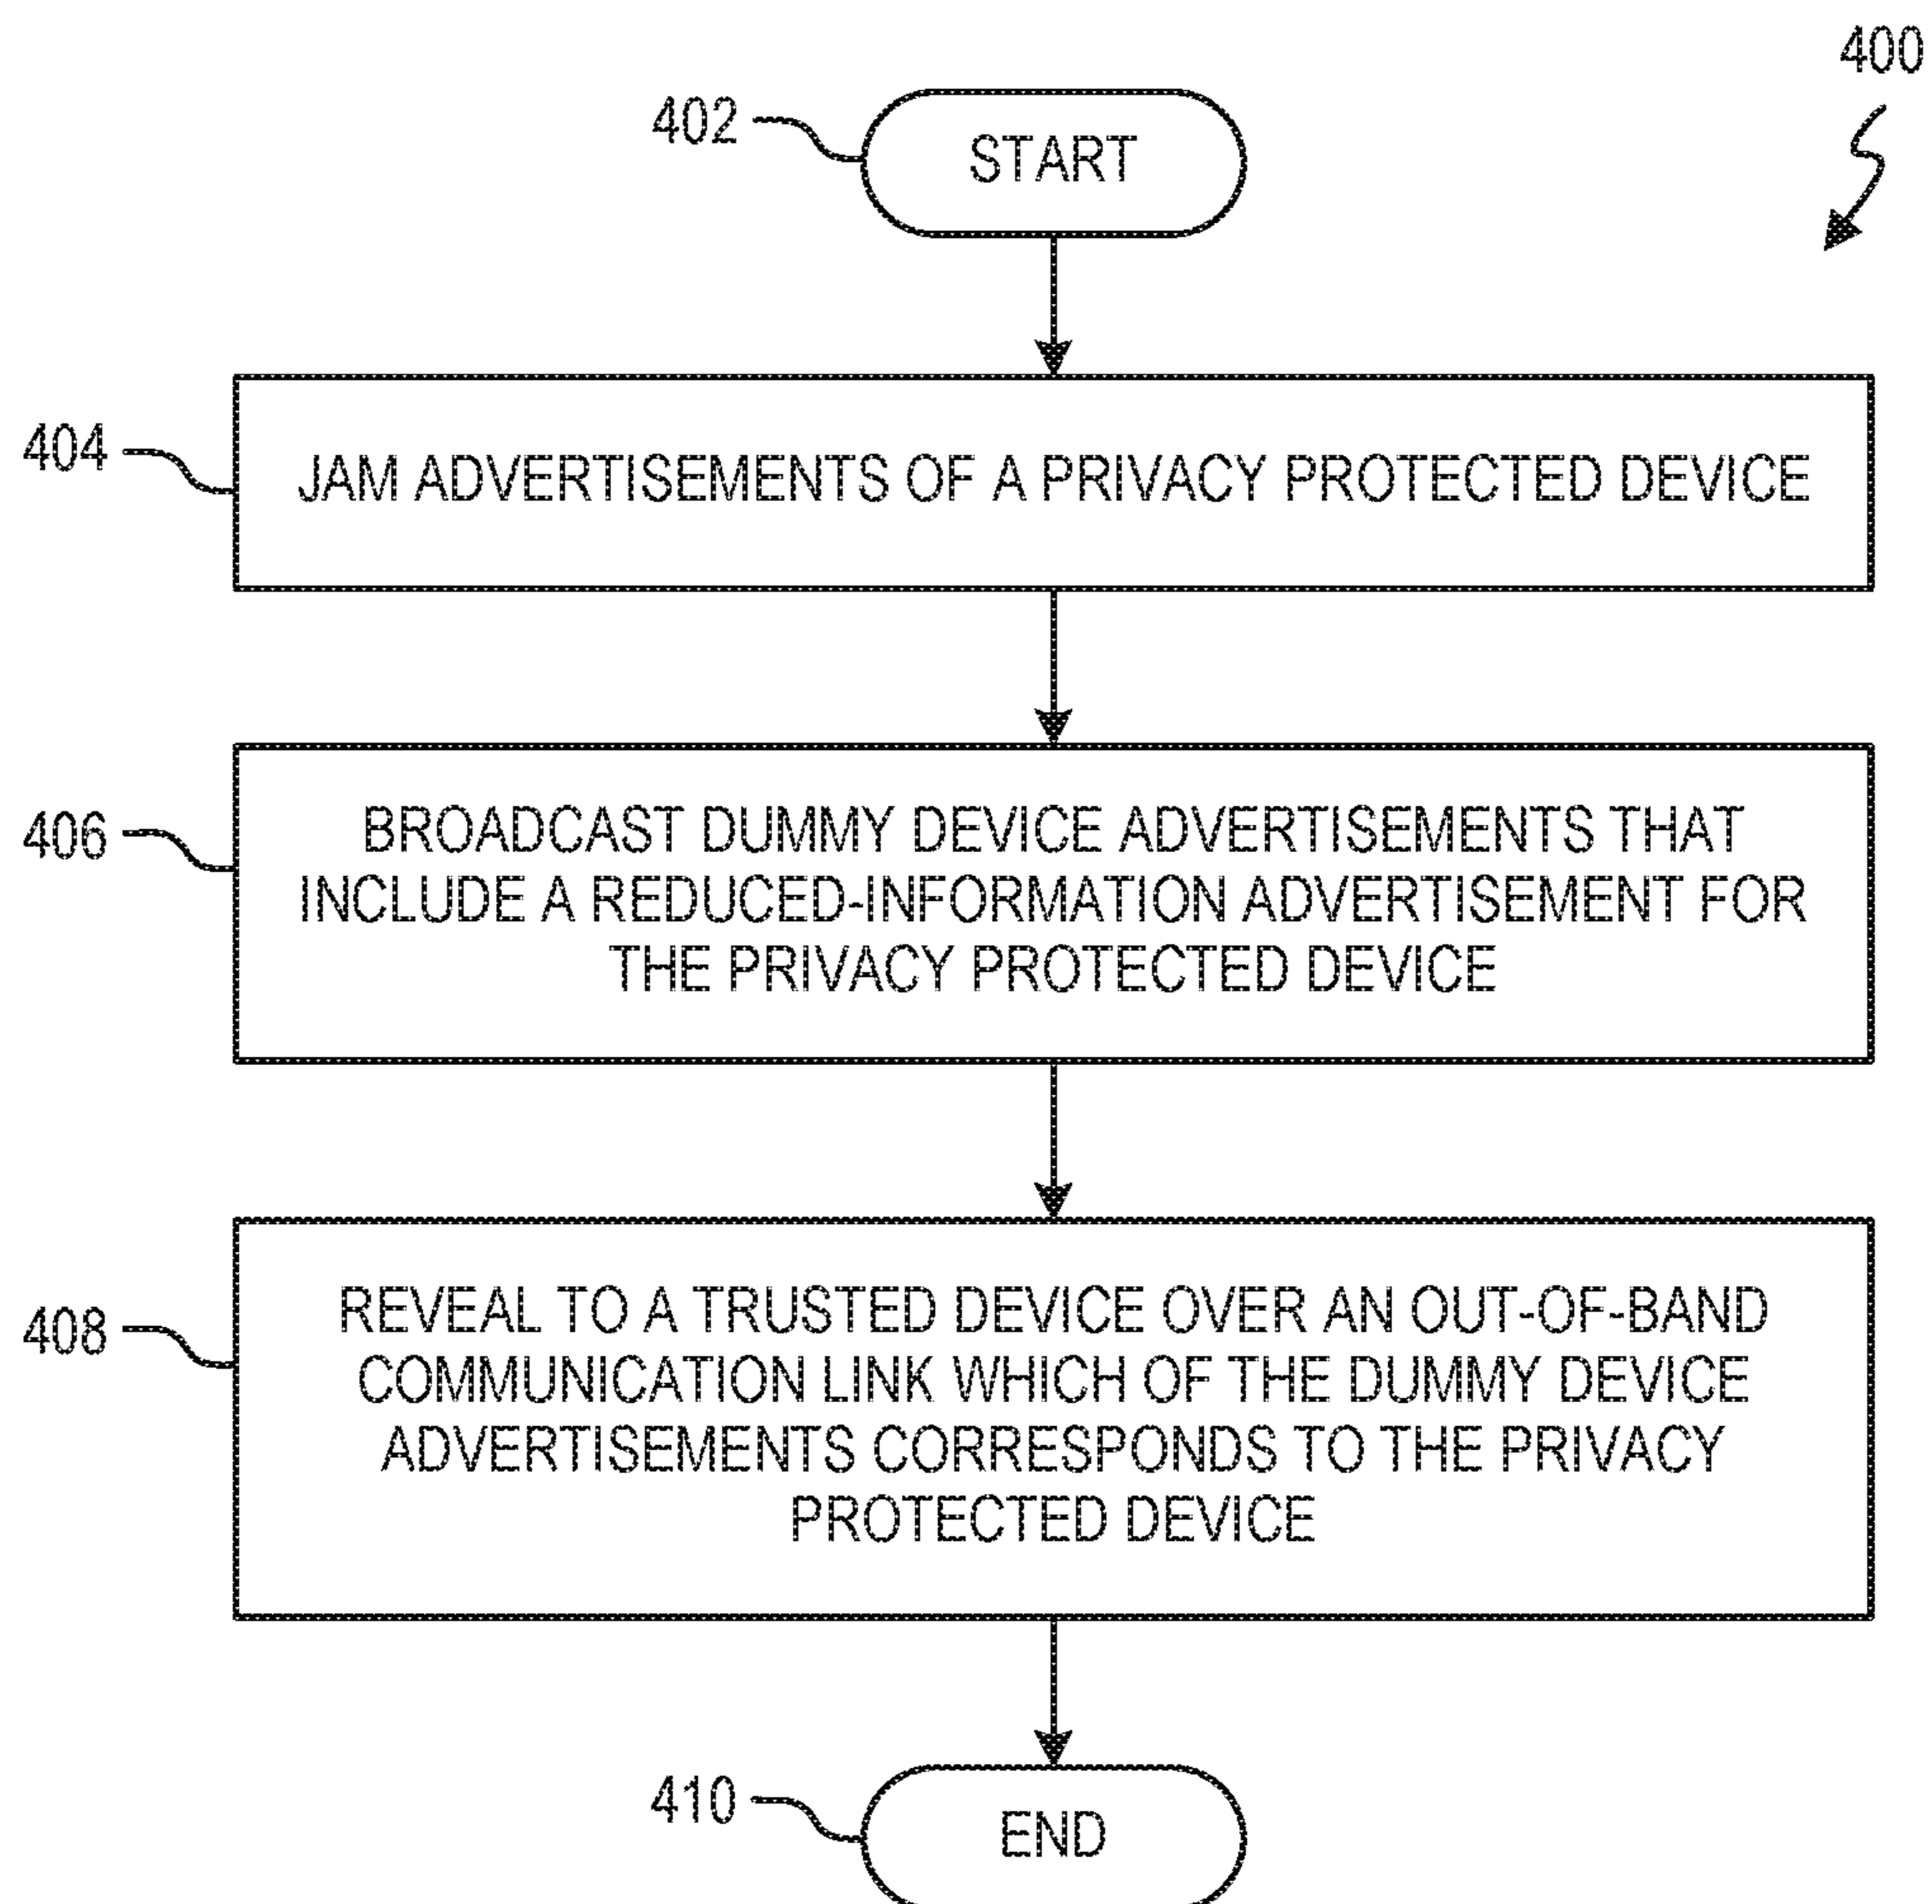 400
402
START
404
JAM ADVERTISEMENTS OF A PRIVACY PROTECTED DEVICE
406
BROADCAST DUMMY DEVICE ADVERTISEMENTS THAT
INCLUDE A REDUCED-INFORMATION ADVERTISEMENT FOR
THE PRIVACY PROTECTED DEVICE
408
REVEAL TO A TRUSTED DEVICE OVER AN OUT-OF-BAND
COMMUNICATION LINK WHICH OF THE DUMMY DEVICE
ADVERTISEMENTS CORRESPONDS TO THE PRIVACY
PROTECTED DEVICE
410
END